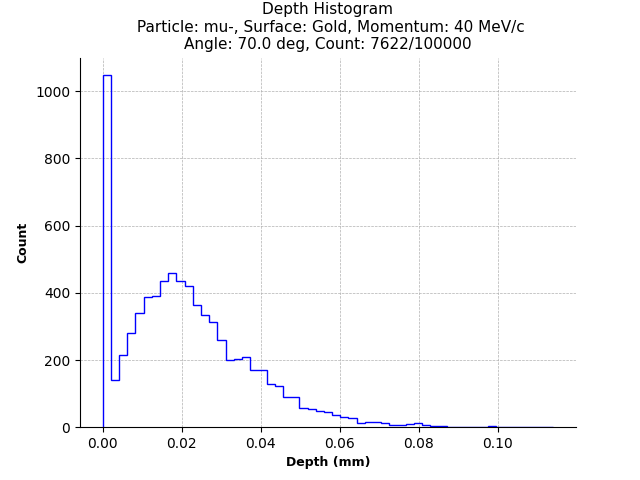 Depth Histogram
Particle: mu-, Surface: Gold, Momentum: 40 MeV/c
Angle: 70.0 deg, Count: 7622/100000
1000
800
600
400
200
0
Count
0.00 0.02 0.04 0.06 0.08 0.10
Depth (mm)